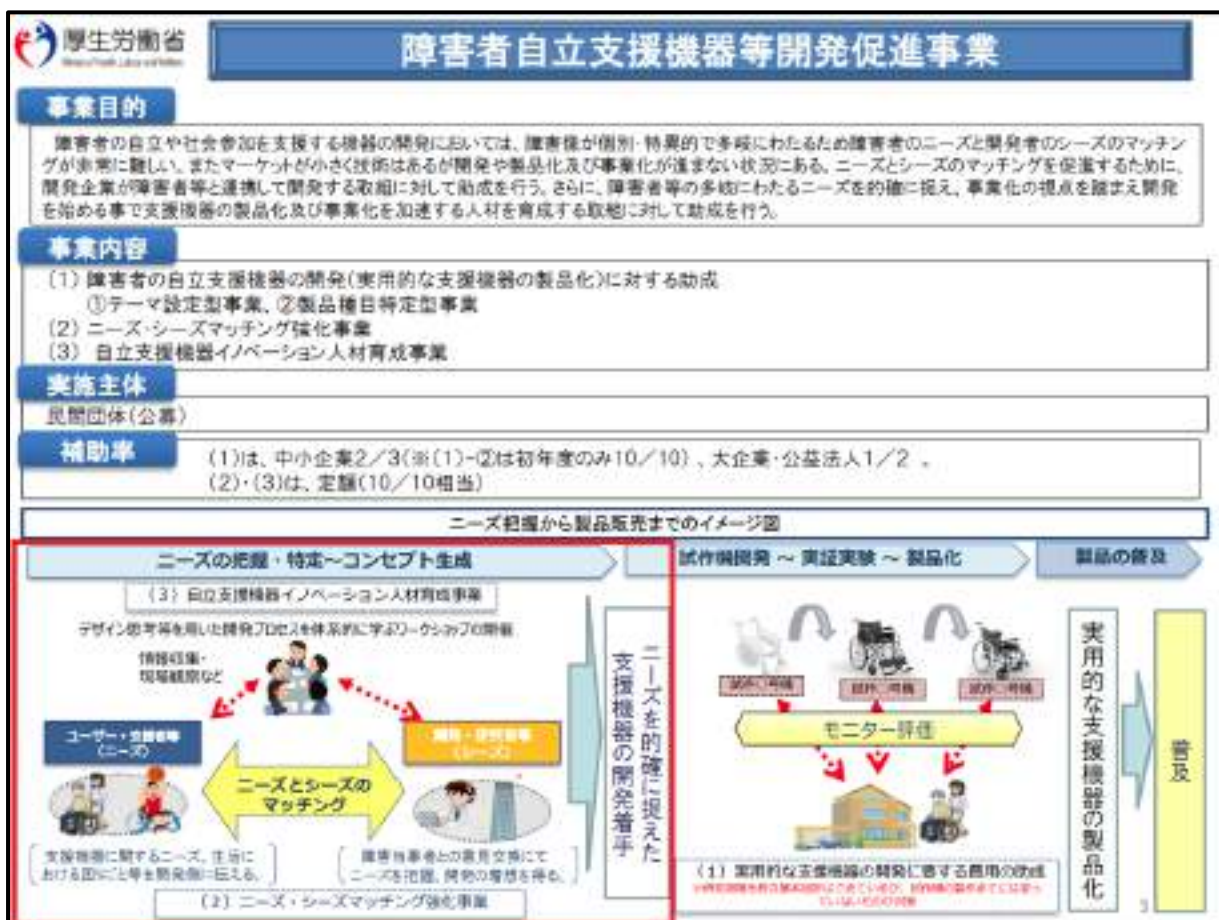 厚生労働省
障害者自立支援機器等開発促進事業
事業目的
障害者の自立や社会参加を支援する機器の開発においては、障害像が個別・特異的で多岐にわたるため障害者のニーズと開発者のシーズのマッチン
グが非常に難しい。またマーケットが小さく技術はあるが開発や製品化及び事業化が進まない状況にある。ニーズとシーズのマッチングを促進するために、
開発企業が障害者等と連携して開発する取組に対して助成を行う。さらに、障害者等の多岐にわたるニーズを的確に捉え、事業化の視点を踏まえ開発
を始める事で支援機器の製品化及び事業化を加速する人材を育成する取組に対して助成を行う。
事業内容
(1) 障害者の自立支援機器の開発(実用的な支援機器の製品化)に対する助成
①テーマ設定型事業、②製品種目特定型事業
(2) ニーズ・シーズマッチング強化事業
(3) 自立支援機器イノベーション人材育成事業
実施主体
民間団体(公募)
補助率
(1)は、中小企業2/3(※(1)-②は初年度のみ10/10)、大企業・公益法人1/2 。
(2)・(3)は、定額(10/10相当)
ニーズ把握から製品販売までのイメージ図
ニーズの把握・特定～コンセプト生成
試作機開発 ～ 実証実験 ～ 製品化
製品の普及
(3) 自立支援機器イノベーション人材育成事業
デザイン思考等を用いた開発プロセスを体系的に学ぶワークショップの開催
情報収集・
現場観察など
ユーザー・支援者等
(ニーズ)
(シーズ)
ニーズとシーズの
マッチング
支援機器に関するニーズ、生活に
おける困りごと等を開発側に伝える。
障害当事者との意見交換にて
ニーズを把握、開発の着想を得る。
(2) ニーズ・シーズマッチング強化事業
ニーズを的確に捉えた
支援機器の開発着手
モニター評価
(1) 実用的な支援機器の開発に要する費用の助成
実用的な支援機器の製品化
普及
3